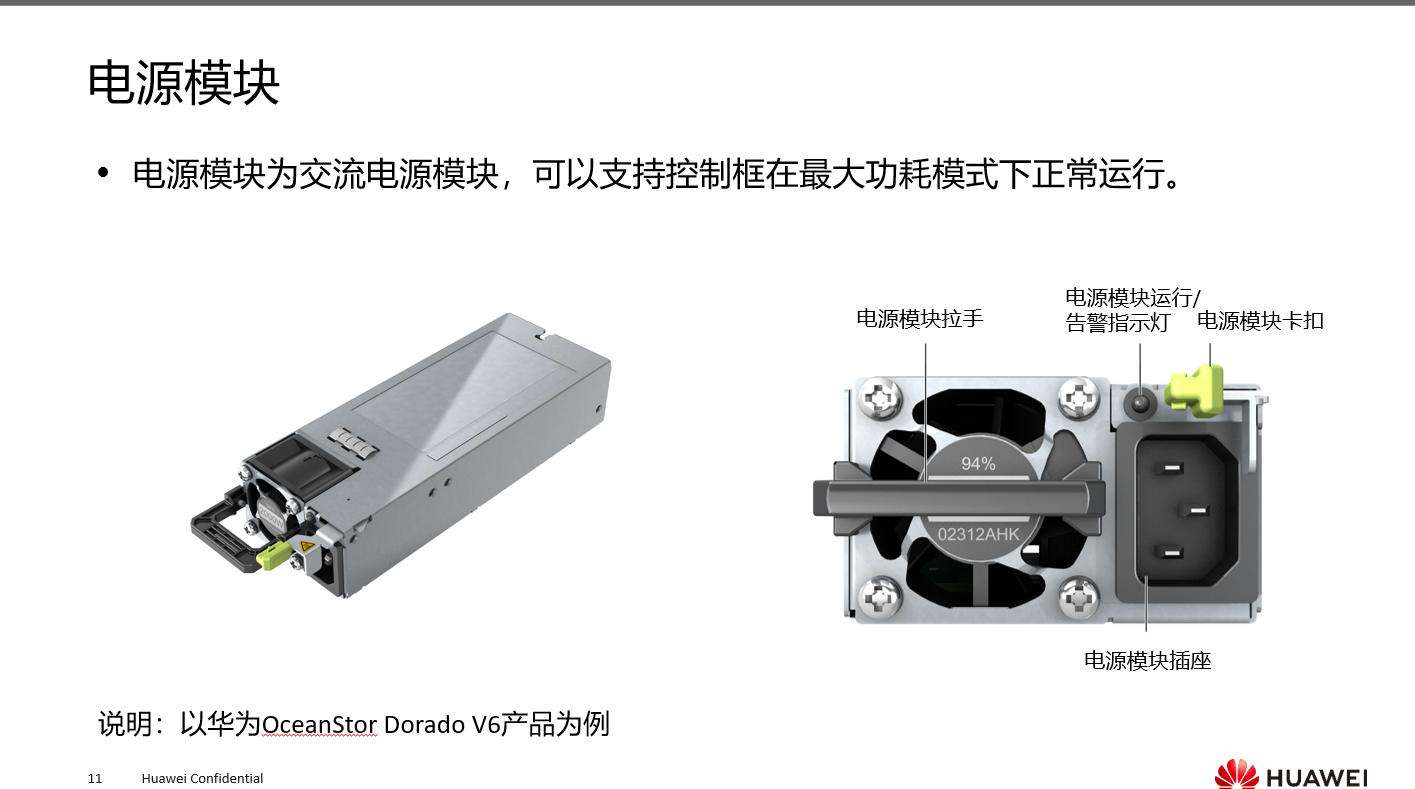 电源模块
• 电源模块为交流电源模块，可以支持控制框在最大功耗模式下正常运行。
电源模块拉手
电源模块运行/
告警指示灯
电源模块卡扣
94%
02312AHK
2000W
电源模块插座
说明：以华为OceanStor Dorado V6产品为例
11 Huawei Confidential
HUAWEI